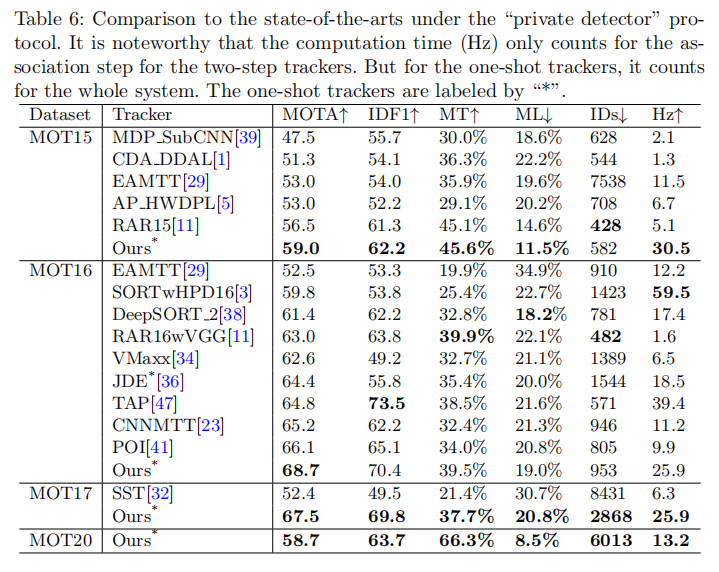 Table 6: Comparison to the state-of-the-arts under the “private detector” pro-
tocol. It is noteworthy that the computation time (Hz) only counts for the as-
sociation step for the two-step trackers. But for the one-shot trackers, it counts
for the whole system. The one-shot trackers are labeled by “*”.
Dataset Tracker MOTA↑ IDF1↑ MT↑ ML↓ IDs↓ Hz↑
MOT15 MDP_SubCNN[39] 47.5 55.7 30.0% 18.6% 628 2.1
CDA_DDAL[1] 51.3 54.1 36.3% 22.2% 544 1.3
EAMTT[29] 53.0 54.0 35.9% 19.6% 7538 11.5
AP_HWDPL[5] 53.0 52.2 29.1% 20.2% 708 6.7
RAR15[11] 56.5 61.3 45.1% 14.6% 428 5.1
Ours* 59.0 62.2 45.6% 11.5% 582 30.5
MOT16 EAMTT[29] 52.5 53.3 19.9% 34.9% 910 12.2
SORTwHPD16[3] 59.8 53.8 25.4% 22.7% 1423 59.5
DeepSORT_2[38] 61.4 62.2 32.8% 18.2% 781 17.4
RAR16wVGG[11] 63.0 63.8 39.9% 22.1% 482 1.6
VMaxx[34] 62.6 49.2 32.7% 21.1% 1389 6.5
JDE*[36] 64.4 55.8 35.4% 20.0% 1544 18.5
TAP[47] 64.8 73.5 38.5% 21.6% 571 39.4
CNNMTT[23] 65.2 62.2 32.4% 21.3% 946 11.2
POI[41] 66.1 65.1 34.0% 20.8% 805 9.9
Ours* 68.7 70.4 39.5% 19.0% 953 25.9
MOT17 SST[32] 52.4 49.5 21.4% 30.7% 8431 6.3
Ours* 67.5 69.8 37.7% 20.8% 2868 25.9
MOT20 Ours* 58.7 63.7 66.3% 8.5% 6013 13.2